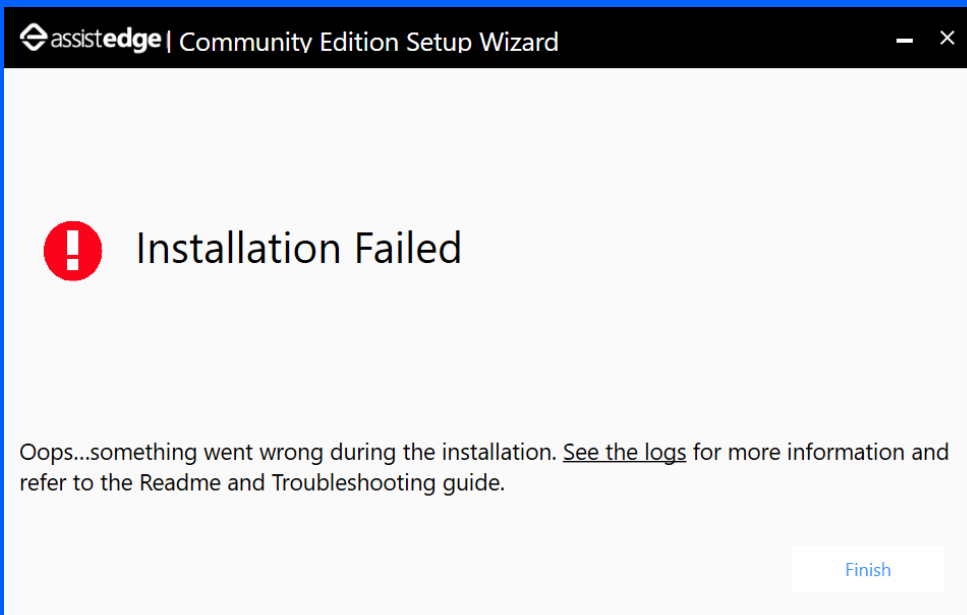 assistedge | Community Edition Setup Wizard
Installation Failed
Oops...something went wrong during the installation. See the logs for more information and
refer to the Readme and Troubleshooting guide.
Finish